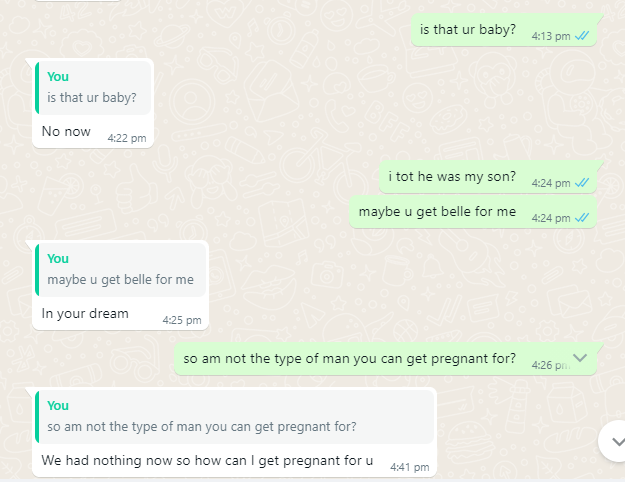 is that ur baby?
4:13 pm
You
is that ur baby?
No now
4:22 pm
i tot he was my son?
4:24 pm
maybe u get belle for me
4:24 pm
You
maybe u get belle for me
In your dream
4:25 pm
so am not the type of man you can get pregnant for?
4:26 pm
You
so am not the type of man you can get pregnant for?
We had nothing now so how can I get pregnant for u
4:41 pm